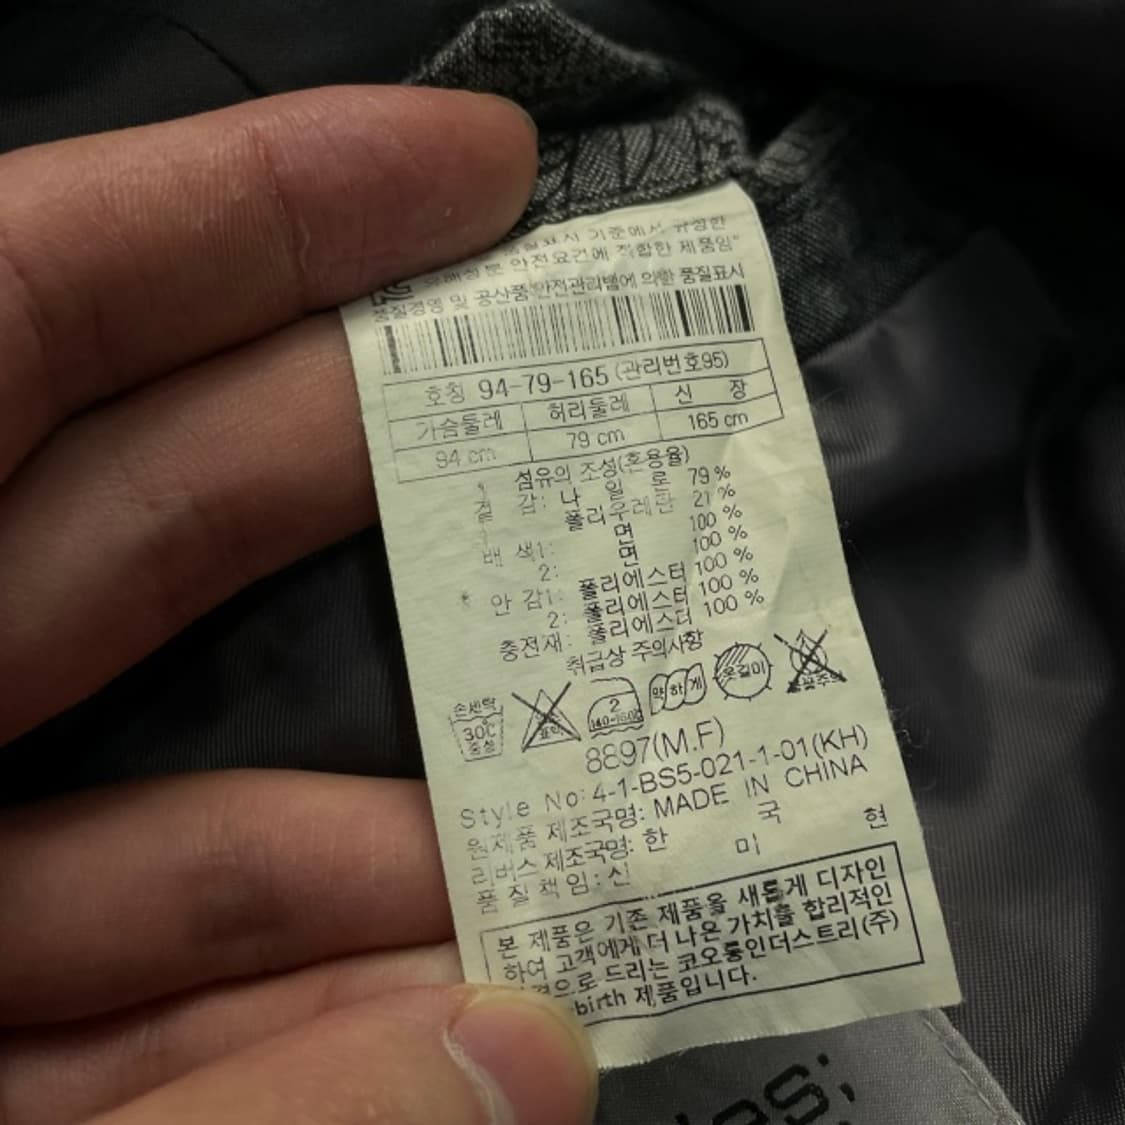 기준에서 규정한
안전요건에 적합한 제품임"
품질경영 및 공산품안전관리법에 의한 품질표시
호칭 94-79-165 (관리번호95)
가슴둘레 허리둘레 신 장
94 cm 79 cm 165 cm
섬유의 조성(혼용율)
겉 감: 나 일 론 79 %
폴리우레탄 21 %
배 색1: 면 100 %
2: 면 100 %
안 감1: 폴리에스터 100 %
2: 폴리에스터 100 %
충전재: 폴리에스터 100 %
취급상 주의사항
손세탁 30℃ 중성
2 140-160℃
약하게
옷걸이
8897(M.F)
Style No: 4-1-BS5-021-1-01(KH)
원제품 제조국명: MADE IN CHINA
리버스 제조국명: 한 국
품 질 책 임 : 신 미 현
본 제품은 기존 제품을 새롭게 디자인
하여 고객에게 더 나은 가치를 합리적인
으로 드리는 코오롱인더스트리(주)
birth 제품입니다.